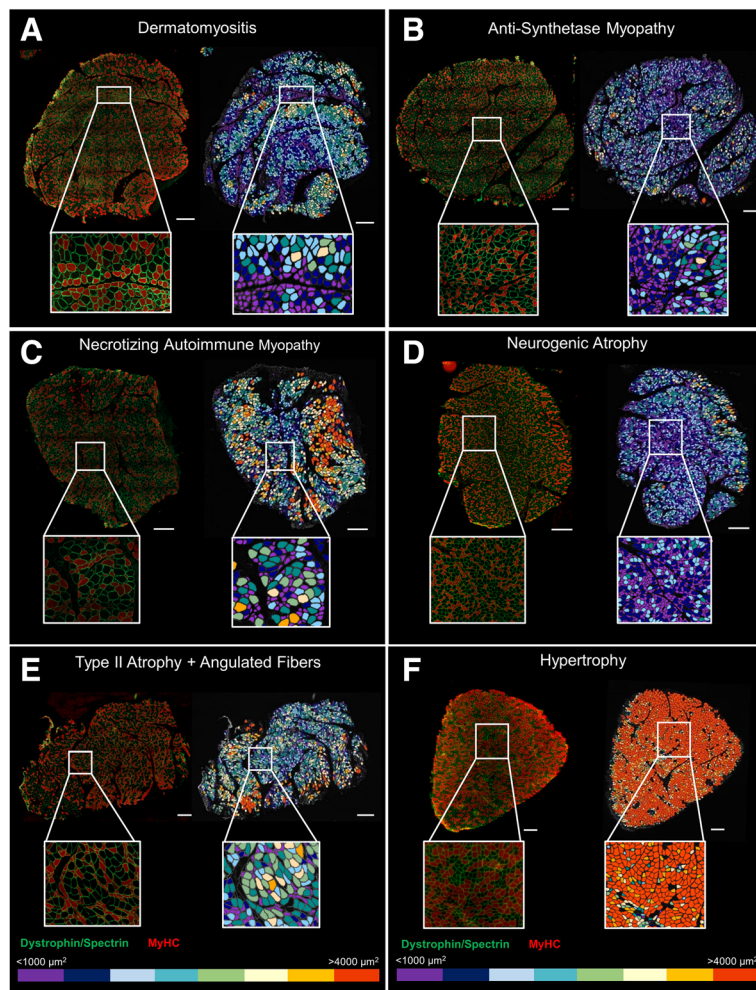 A
Dermatomyositis
B
Anti-Synthetase Myopathy
C
Necrotizing Autoimmune Myopathy
D
Neurogenic Atrophy
E
Type II Atrophy + Angulated Fibers
F
Hypertrophy
Dystrophin/Spectrin MyHC
<1000 µm² >4000 µm²
Dystrophin/Spectrin MyHC
<1000 µm² >4000 µm²